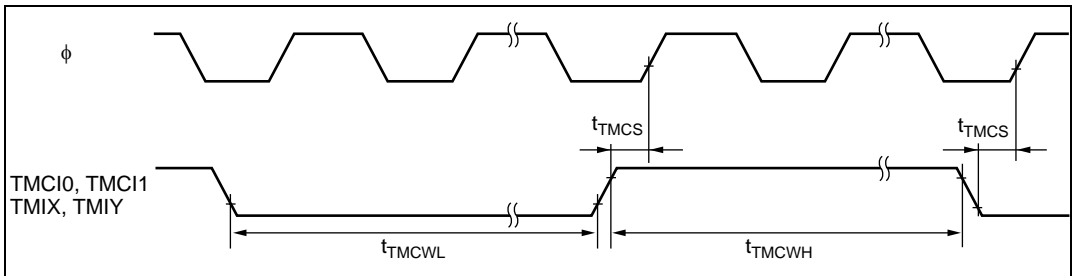 ϕ
tTMCS
tTMCS
TMCI0, TMCI1
TMIX, TMIY
tTMCWL
tTMCWH